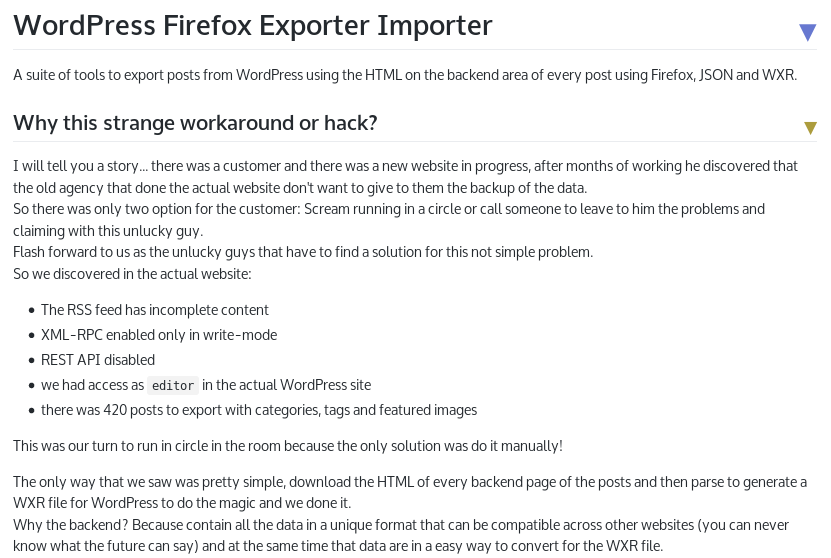 WordPress Firefox Exporter Importer
A suite of tools to export posts from WordPress using the HTML on the backend area of every post using Firefox, JSON and WXR.
Why this strange workaround or hack?
I will tell you a story... there was a customer and there was a new website in progress, after months of working he discovered that
the old agency that done the actual website don't want to give to them the backup of the data.
So there was only two option for the customer: Scream running in a circle or call someone to leave to him the problems and
claiming with this unlucky guy.
Flash forward to us as the unlucky guys that have to find a solution for this not simple problem.
So we discovered in the actual website:
• The RSS feed has incomplete content
• XML-RPC enabled only in write-mode
• REST API disabled
• we had access as editor in the actual WordPress site
• there was 420 posts to export with categories, tags and featured images
This was our turn to run in circle in the room because the only solution was do it manually!
The only way that we saw was pretty simple, download the HTML of every backend page of the posts and then parse to generate a
WXR file for WordPress to do the magic and we done it.
Why the backend? Because contain all the data in a unique format that can be compatible across other websites (you can never
know what the future can say) and at the same time that data are in a easy way to convert for the WXR file.